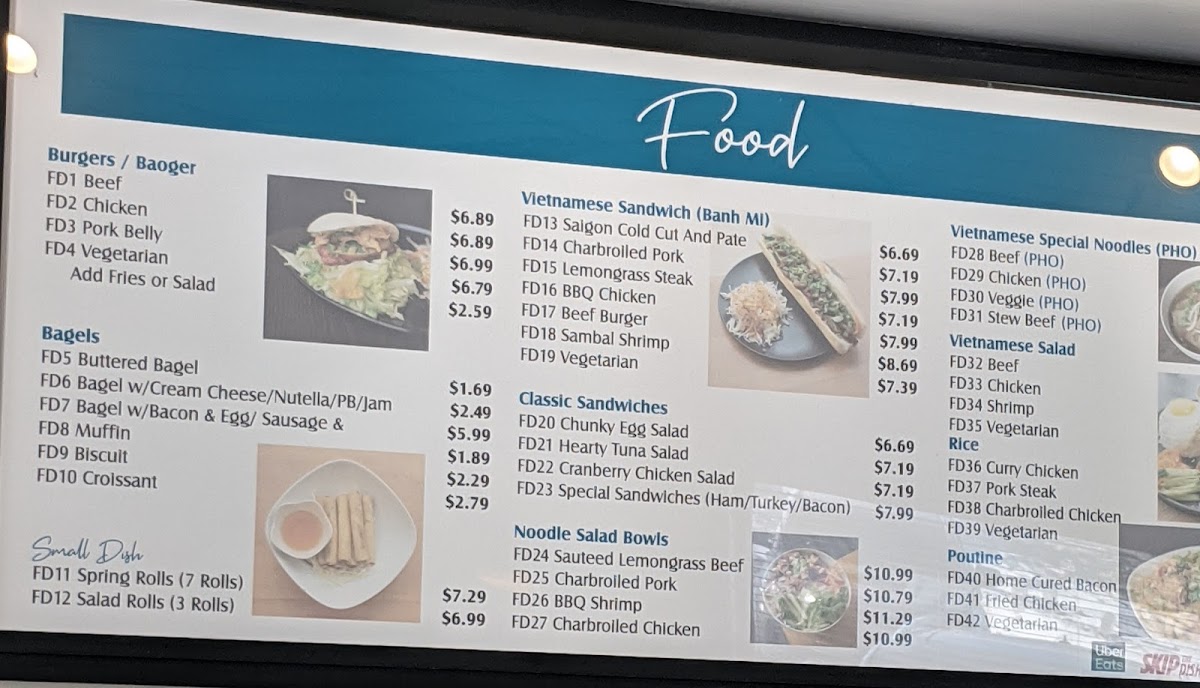 Food
Burgers / Baoger
FD1 Beef $6.89
FD2 Chicken $6.89
FD3 Pork Belly $6.99
FD4 Vegetarian $6.79
Add Fries or Salad $2.59
Bagels
FD5 Buttered Bagel $1.69
FD6 Bagel w/Cream Cheese/Nutella/PB/Jam $2.49
FD7 Bagel w/Bacon & Egg/ Sausage & $5.99
FD8 Muffin $1.89
FD9 Biscuit $2.29
FD10 Croissant $2.79
Small Dish
FD11 Spring Rolls (7 Rolls) $7.29
FD12 Salad Rolls (3 Rolls) $6.99
Vietnamese Sandwich (Banh MI)
FD13 Saigon Cold Cut And Pate $6.69
FD14 Charbroiled Pork $7.19
FD15 Lemongrass Steak $7.99
FD16 BBQ Chicken $7.19
FD17 Beef Burger $7.99
FD18 Sambal Shrimp $8.69
FD19 Vegetarian $7.39
Classic Sandwiches
FD20 Chunky Egg Salad $6.69
FD21 Hearty Tuna Salad $7.19
FD22 Cranberry Chicken Salad $7.19
FD23 Special Sandwiches (Ham/Turkey/Bacon) $7.99
Noodle Salad Bowls
FD24 Sauteed Lemongrass Beef $10.99
FD25 Charbroiled Pork $10.79
FD26 BBQ Shrimp $11.29
FD27 Charbroiled Chicken $10.99
Vietnamese Special Noodles (PHO)
FD28 Beef (PHO)
FD29 Chicken (PHO)
FD30 Veggie (PHO)
FD31 Stew Beef (PHO)
Vietnamese Salad
FD32 Beef
FD33 Chicken
FD34 Shrimp
FD35 Vegetarian
Rice
FD36 Curry Chicken
FD37 Pork Steak
FD38 Charbroiled Chicken
FD39 Vegetarian
Poutine
FD40 Home Cured Bacon
FD41 Fried Chicken
FD42 Vegetarian
Uber
Eats
SKIP